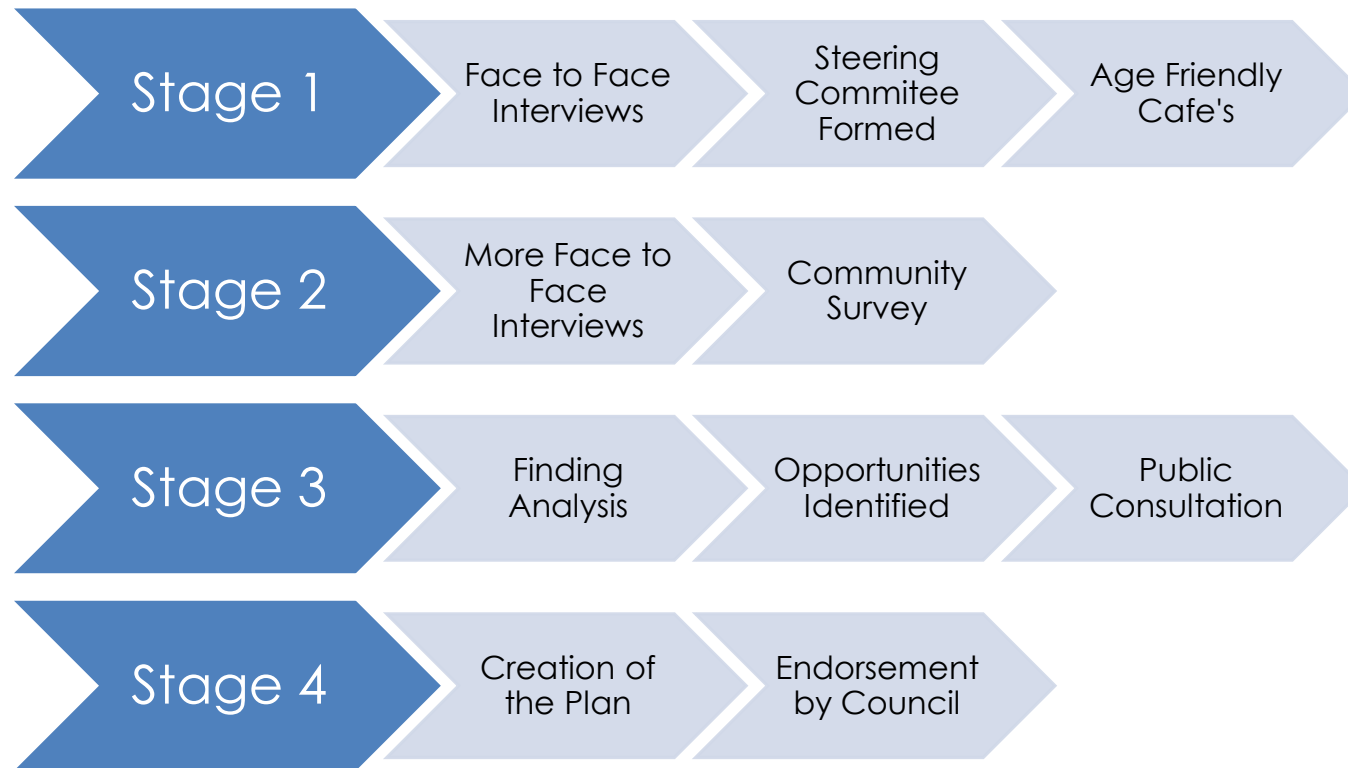 Stage 1
Face to Face
Interviews
Steering
Commitee
Formed
Age Friendly
Cafe's
Stage 2
More Face to
Face
Interviews
Community
Survey
Stage 3
Finding
Analysis
Opportunities
Identified
Public
Consultation
Stage 4
Creation of
the Plan
Endorsement
by Council